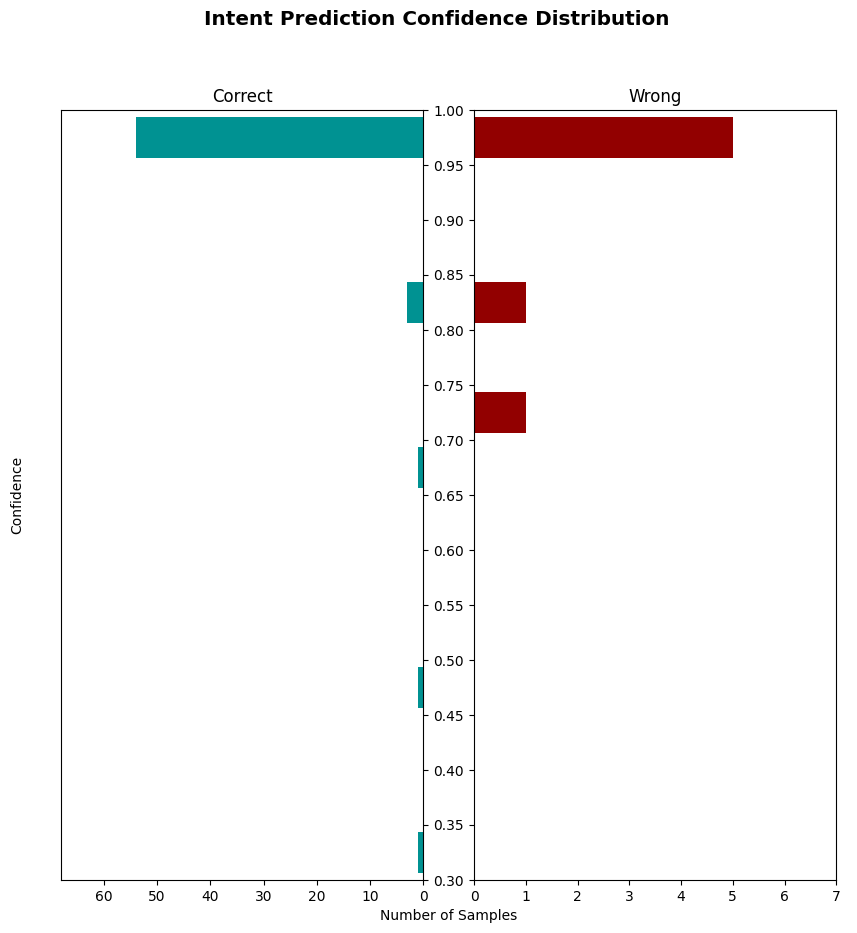 Intent Prediction Confidence Distribution
Correct
Wrong
1.00
0.95
0.90
0.85
0.80
0.75
0.70
0.65
0.60
0.55
0.50
0.45
0.40
0.35
0.30
Confidence
60 50 40 30 20 10 0
0 1 2 3 4 5 6 7
Number of Samples